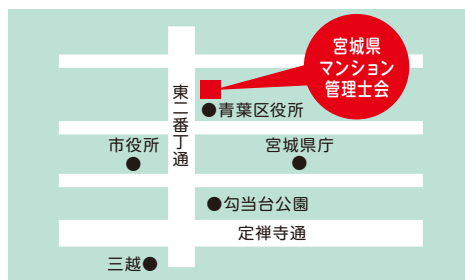 宮城県
マンション
管理士会
東二番丁通
●青葉区役所
市役所
宮城県庁
●勾当台公園
定禅寺通
三越●